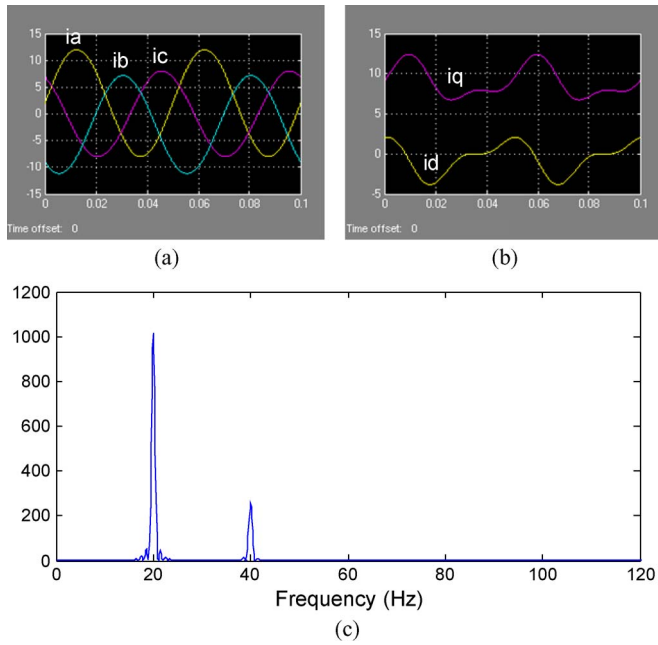 15
10
5
0
-5
-10
-15
ia
ib
ic
0 0.02 0.04 0.06 0.08 0.1
Time offset: 0
(a)
15
10
5
0
-5
iq
id
0 0.02 0.04 0.06 0.08 0.1
Time offset: 0
(b)
1200
1000
800
600
400
200
0
0 20 40 60 80 100 120
Frequency (Hz)
(c)